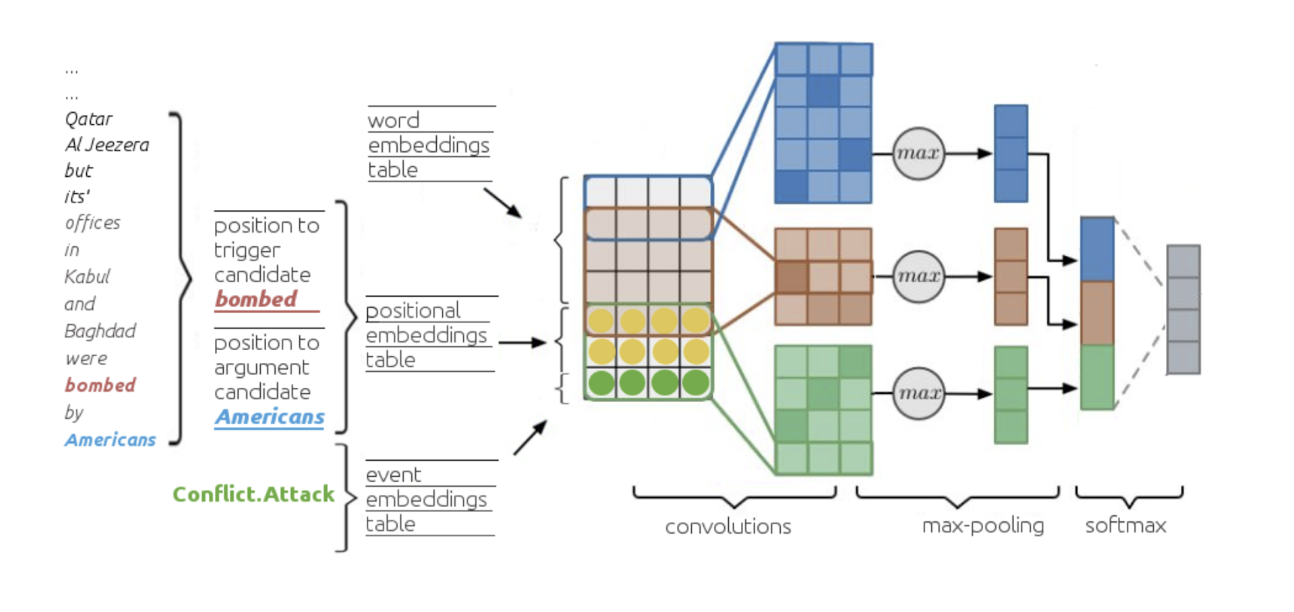 ...
...
Qatar
Al Jeezera
but
its'
offices
in
Kabul
and
Baghdad
were
bombed
by
Americans
position to
trigger
candidate
bombed
position to
argument
candidate
Americans
Conflict.Attack
word
embeddings
table
positional
embeddings
table
event
embeddings
table
max
max
max
convolutions
max-pooling
softmax